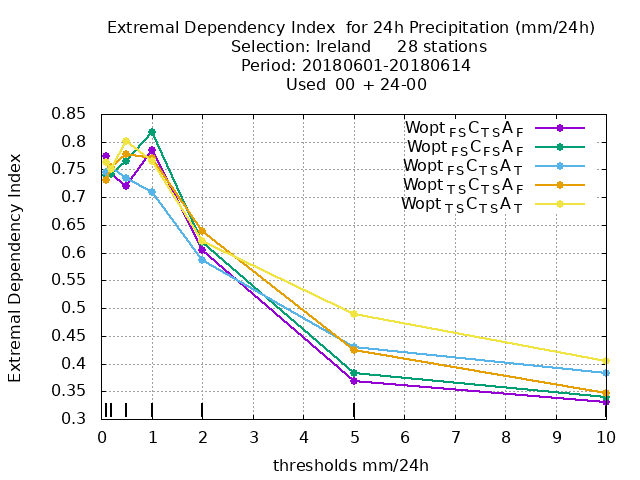 Extremal Dependency Index  for 24h Precipitation (mm/24h)
Selection: Ireland     28 stations
Period: 20180601-20180614
Used  00  + 24-00
Wopt FS C TS A F
Wopt FS C FS A F
Wopt FS C TS A T
Wopt TS C TS A F
Wopt TS C TS A T
Extremal Dependency Index
0.85
0.8
0.75
0.7
0.65
0.6
0.55
0.5
0.45
0.4
0.35
0.3
0 1 2 3 4 5 6 7 8 9 10
thresholds mm/24h